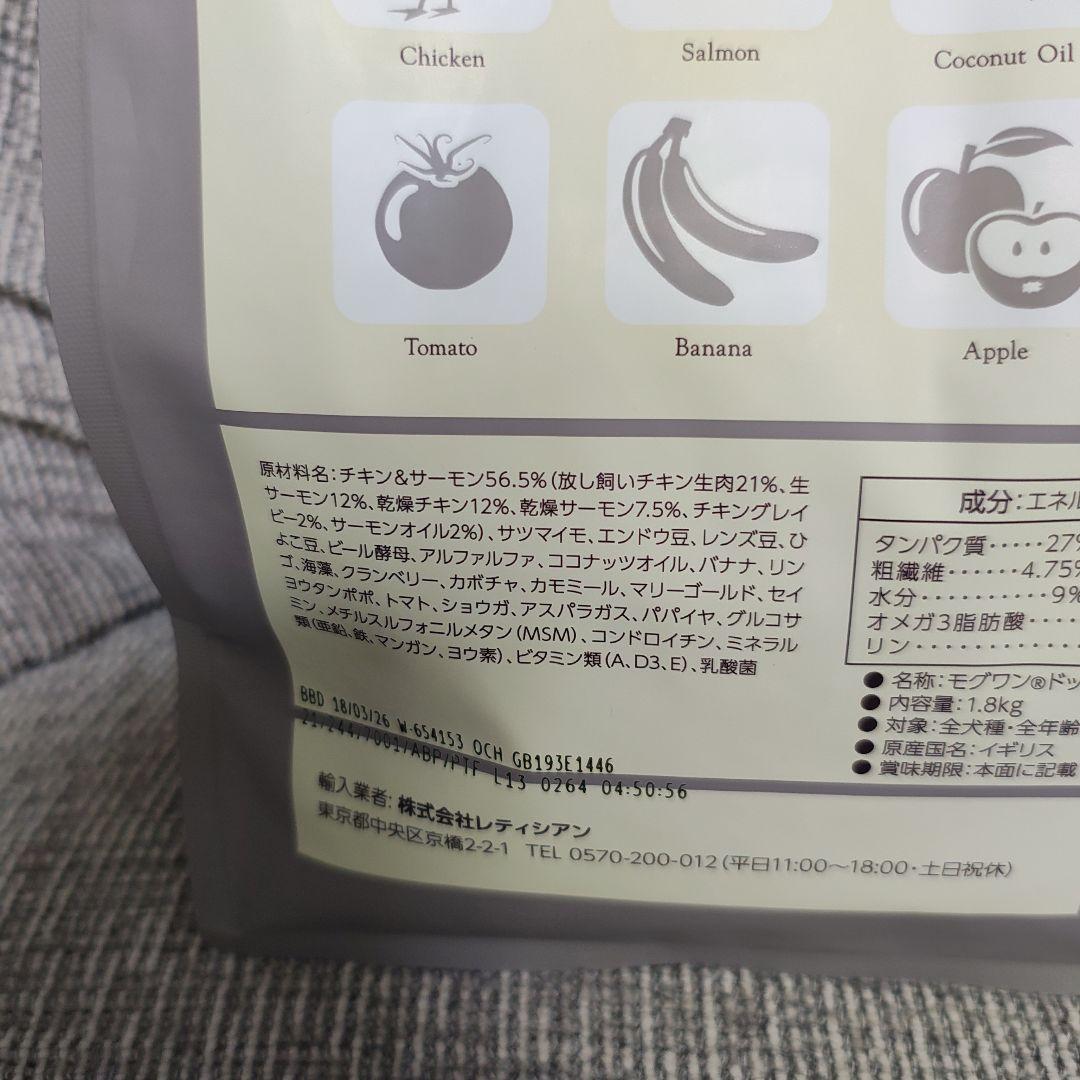 Chicken
Salmon
Coconut Oil
Tomato
Banana
Apple
原材料名:チキン&サーモン56.5%(放し飼いチキン生肉21%、生
サーモン12%、乾燥チキン12%、乾燥サーモン7.5%、チキングレイ
ビー2%、サーモンオイル2%)、サツマイモ、エンドウ豆、レンズ豆、ひ
よこ豆、ビール酵母、アルファルファ、ココナッツオイル、バナナ、リン
ゴ、海藻、クランベリー、カボチャ、カモミール、マリーゴールド、セイ
ヨウタンポポ、トマト、ショウガ、アスパラガス、パパイヤ、グルコサ
ミン、メチルスルフォニルメタン(MSM)、コンドロイチン、ミネラル
類(亜鉛、鉄、マンガン、ヨウ素)、ビタミン類(A、D3、E)、乳酸菌
成分:エネル
タンパク質・・・・・27%
粗繊維・・・・・・4.75%
水分・・・・・・・・・・9%
オメガ3脂肪酸・・・・・
リン・・・・・・・・・・・・
●名称:モグワン®ドッ
●内容量:1.8kg
●対象:全犬種・全年齢
●原産国名:イギリス
●賞味期限:本面に記載
BBD 18/03/26 W-654153 OCH GB193E1446
21/244/7001/ABP/PTF L13 0264 04:50:56
輸入業者:株式会社レティシアン
東京都中央区京橋2-2-1 TEL 0570-200-012(平日11:00〜18:00・土日祝休)